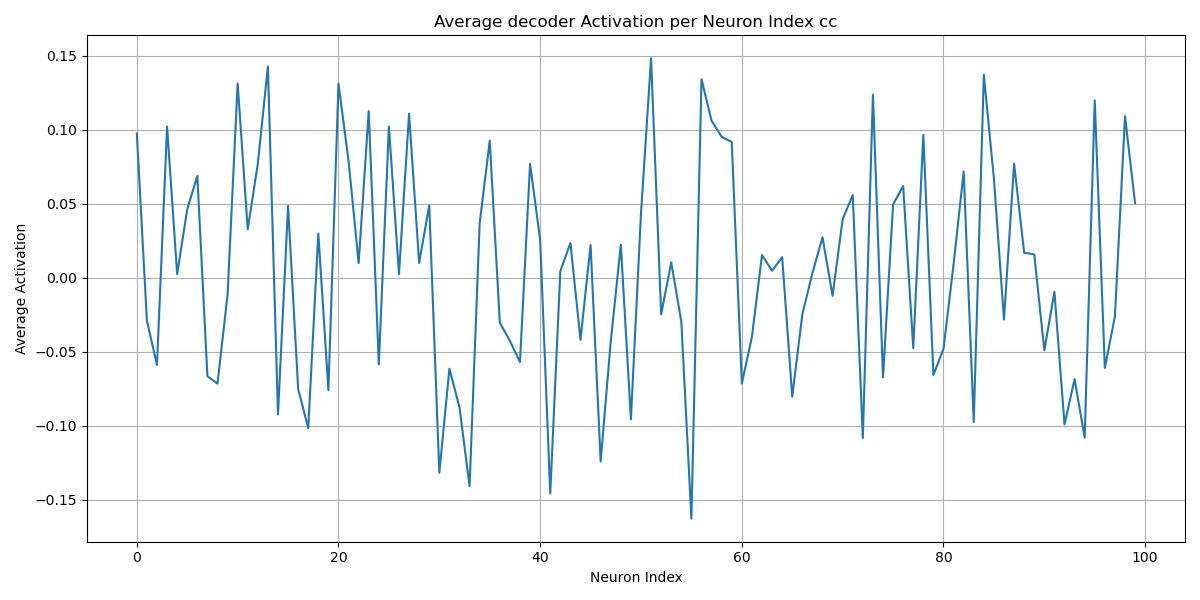 Average decoder Activation per Neuron Index cc
0.15
0.10
0.05
0.00
−0.05
−0.10
−0.15
Average Activation
0 20 40 60 80 100
Neuron Index